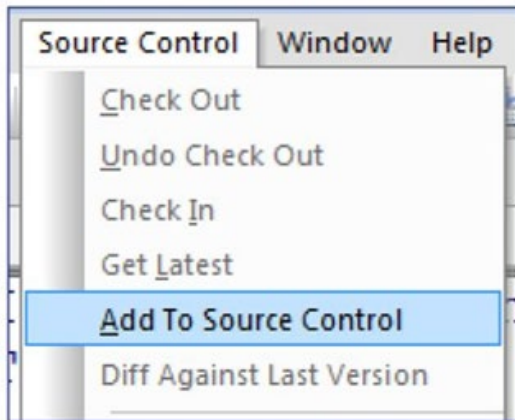 Source Control Window Help
Check Out
Undo Check Out
Check In
Get Latest
Add To Source Control
Diff Against Last Version